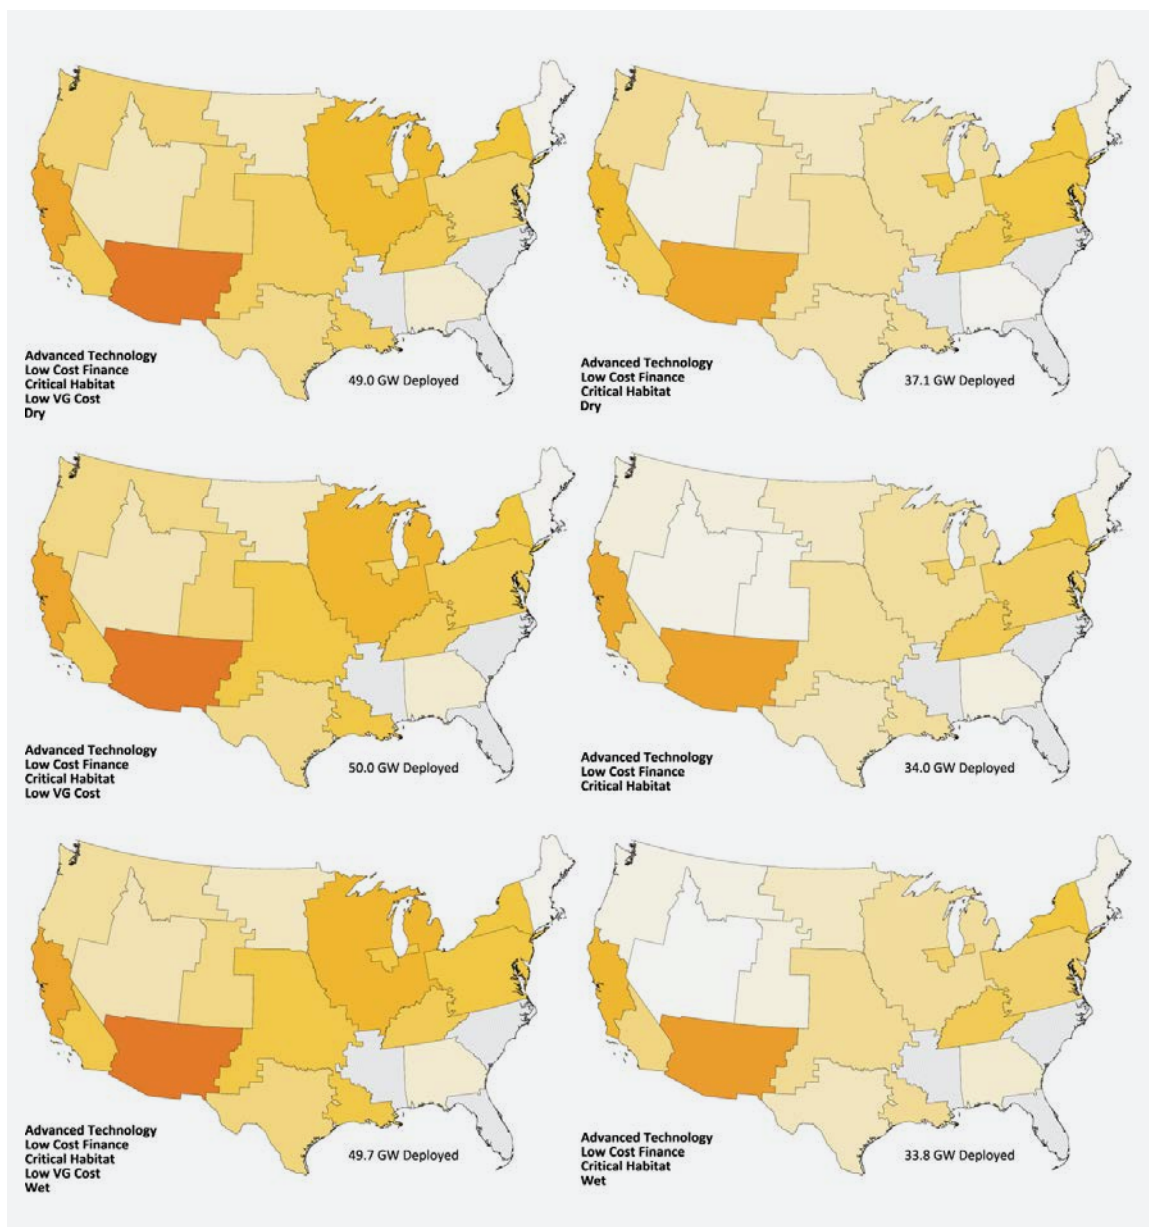 Advanced Technology
Low Cost Finance
Critical Habitat
Low VG Cost
Dry
49.0 GW Deployed
Advanced Technology
Low Cost Finance
Critical Habitat
Dry
37.1 GW Deployed
Advanced Technology
Low Cost Finance
Critical Habitat
Low VG Cost
50.0 GW Deployed
Advanced Technology
Low Cost Finance
Critical Habitat
34.0 GW Deployed
Advanced Technology
Low Cost Finance
Critical Habitat
Low VG Cost
Wet
49.7 GW Deployed
Advanced Technology
Low Cost Finance
Critical Habitat
Wet
33.8 GW Deployed